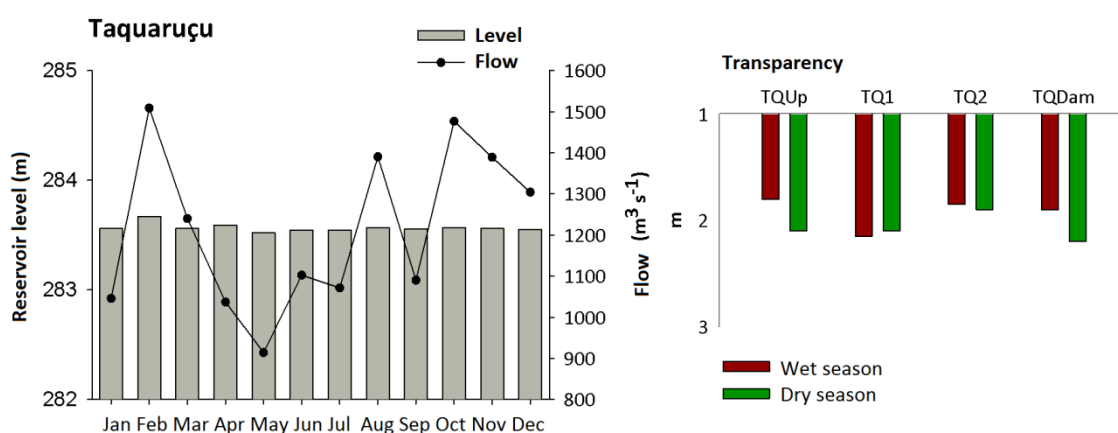 Taquaruçu
Level
Flow
285
284
283
282
Reservoir level (m)
1600
1500
1400
1300
1200
1100
1000
900
800
Flow (m³ s⁻¹)
Jan Feb Mar Apr May Jun Jul Aug Sep Oct Nov Dec
Transparency
TQUp TQ1 TQ2 TQDam
1
2
3
m
Wet season
Dry season